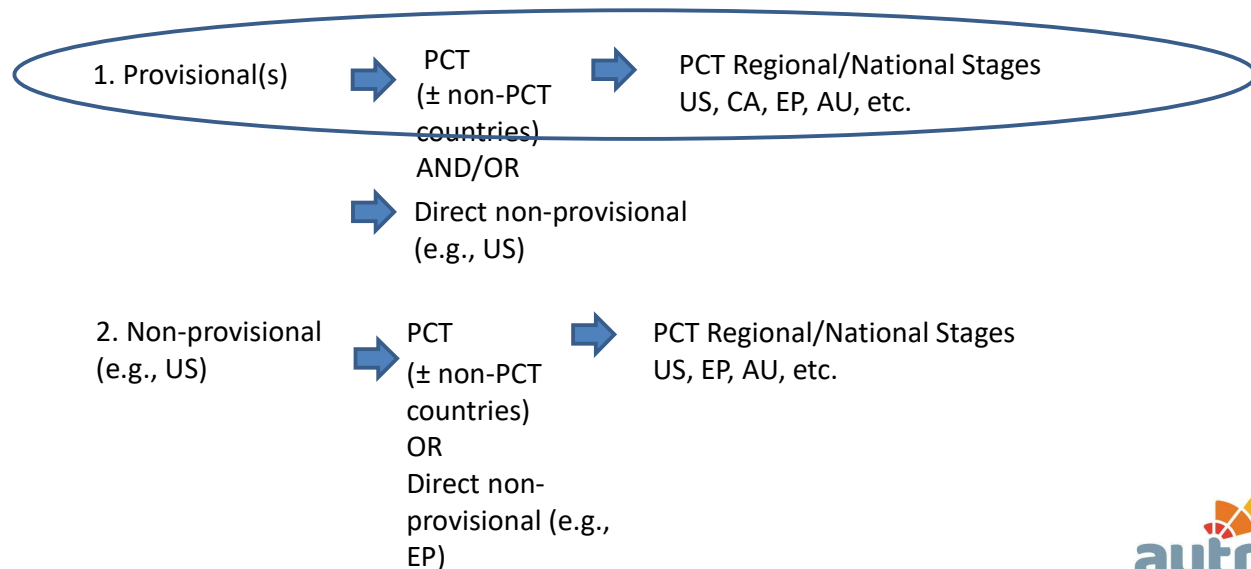 1. Provisional(s)
PCT
(± non-PCT
countries)
AND/OR
PCT Regional/National Stages
US, CA, EP, AU, etc.
Direct non-provisional
(e.g., US)
2. Non-provisional
(e.g., US)
PCT
(± non-PCT
countries)
OR
Direct non-
provisional (e.g.,
EP)
PCT Regional/National Stages
US, EP, AU, etc.